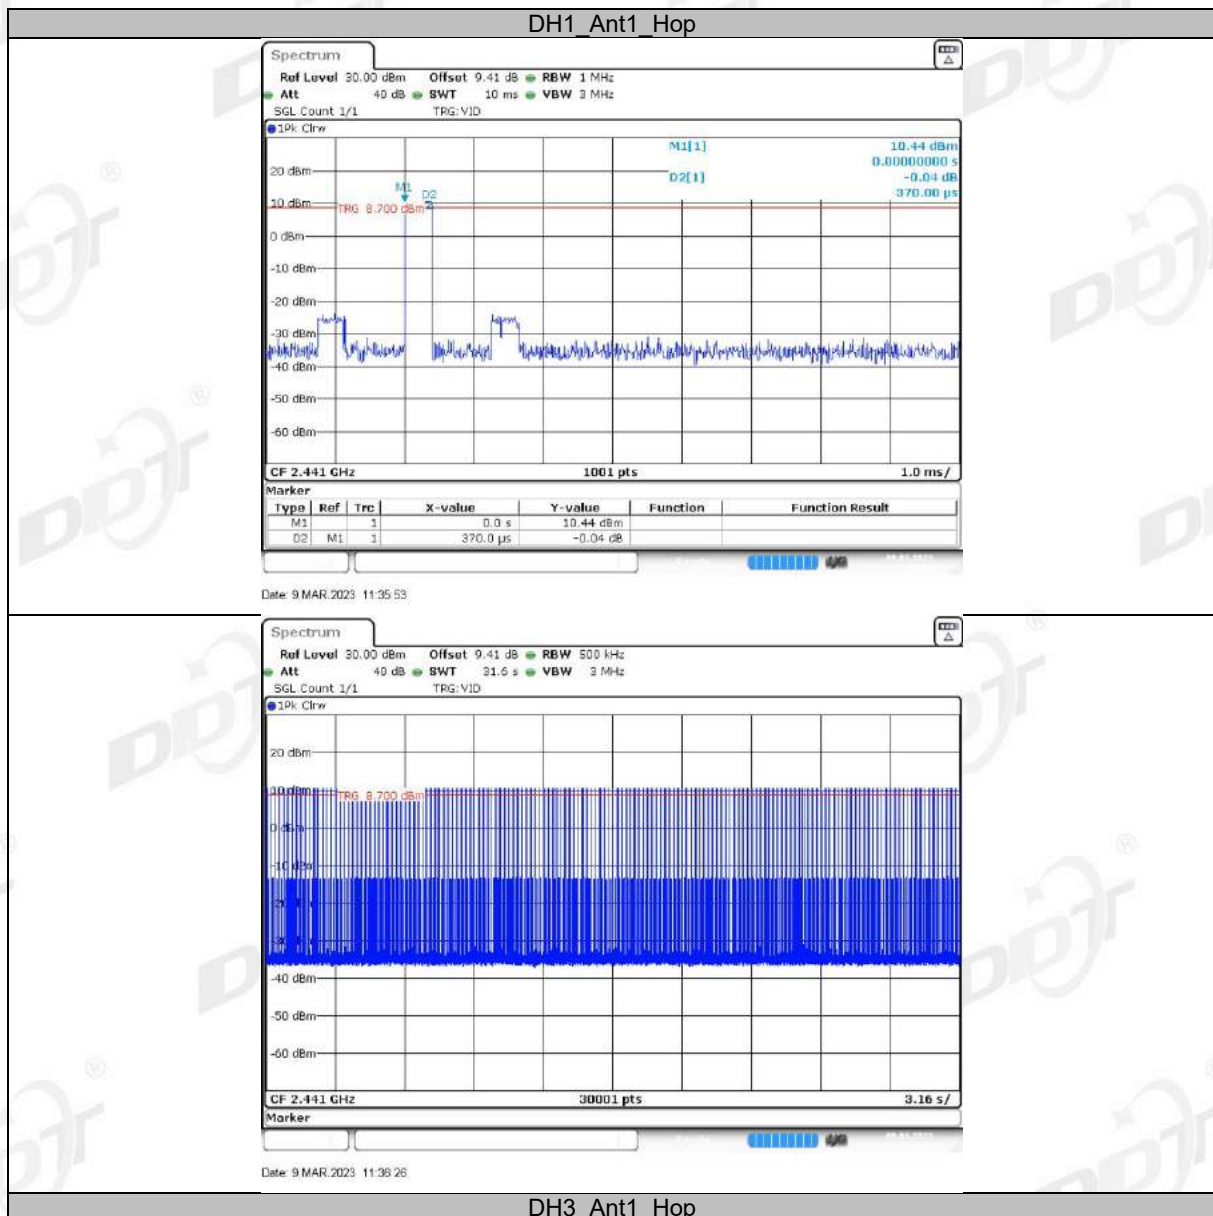 DH1_Ant1_Hop
Spectrum
Ref Level 30.00 dBm Offset 9.41 dB RBW 1 MHz
Att 40 dB SWT 10 ms VBW 3 MHz
SGL Count 1/1 TRG:VID
1Pk Clrw
M1[1] 10.44 dBm
0.00000000 s
D2[1] -0.04 dB
370.00 µs
20 dBm
M1
D2
10 dBm
TRG 8.700 dBm
0 dBm
-10 dBm
-20 dBm
-30 dBm
-40 dBm
-50 dBm
-60 dBm
CF 2.441 GHz 1001 pts 1.0 ms/
Marker
Type Ref Trc X-value Y-value Function Function Result
M1 1 0.0 s 10.44 dBm
D2 M1 1 370.0 µs -0.04 dB
Date: 9.MAR.2023 11:35:53
Spectrum
Ref Level 30.00 dBm Offset 9.41 dB RBW 500 kHz
Att 40 dB SWT 31.6 s VBW 3 MHz
SGL Count 1/1 TRG:VID
1Pk Clrw
20 dBm
10 dBm
TRG 8.700 dBm
0 dBm
-10 dBm
-40 dBm
-50 dBm
-60 dBm
CF 2.441 GHz 30001 pts 3.16 s/
Marker
Date: 9.MAR.2023 11:36:26
DH3_Ant1_Hop
DDT